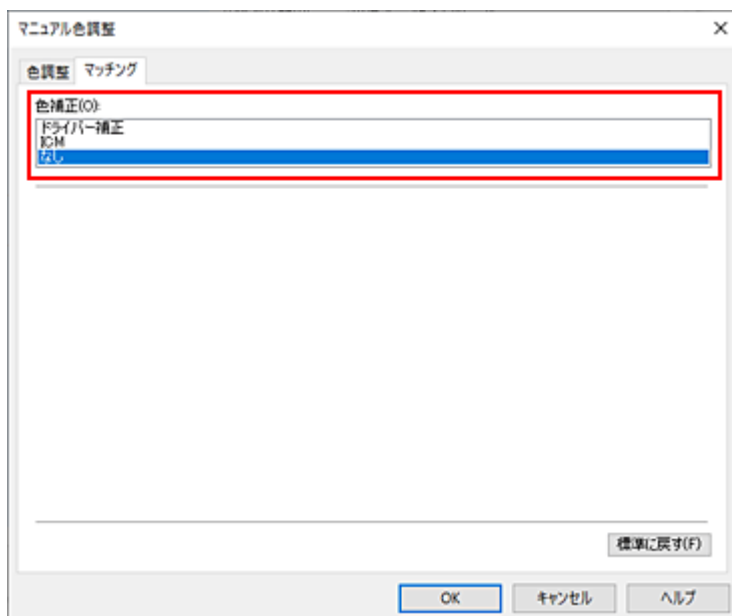 マニュアル色調整
色調整 マッチング
色補正(O):
ドライバー補正
ICM
なし
標準に戻す(F)
OK キャンセル ヘルプ